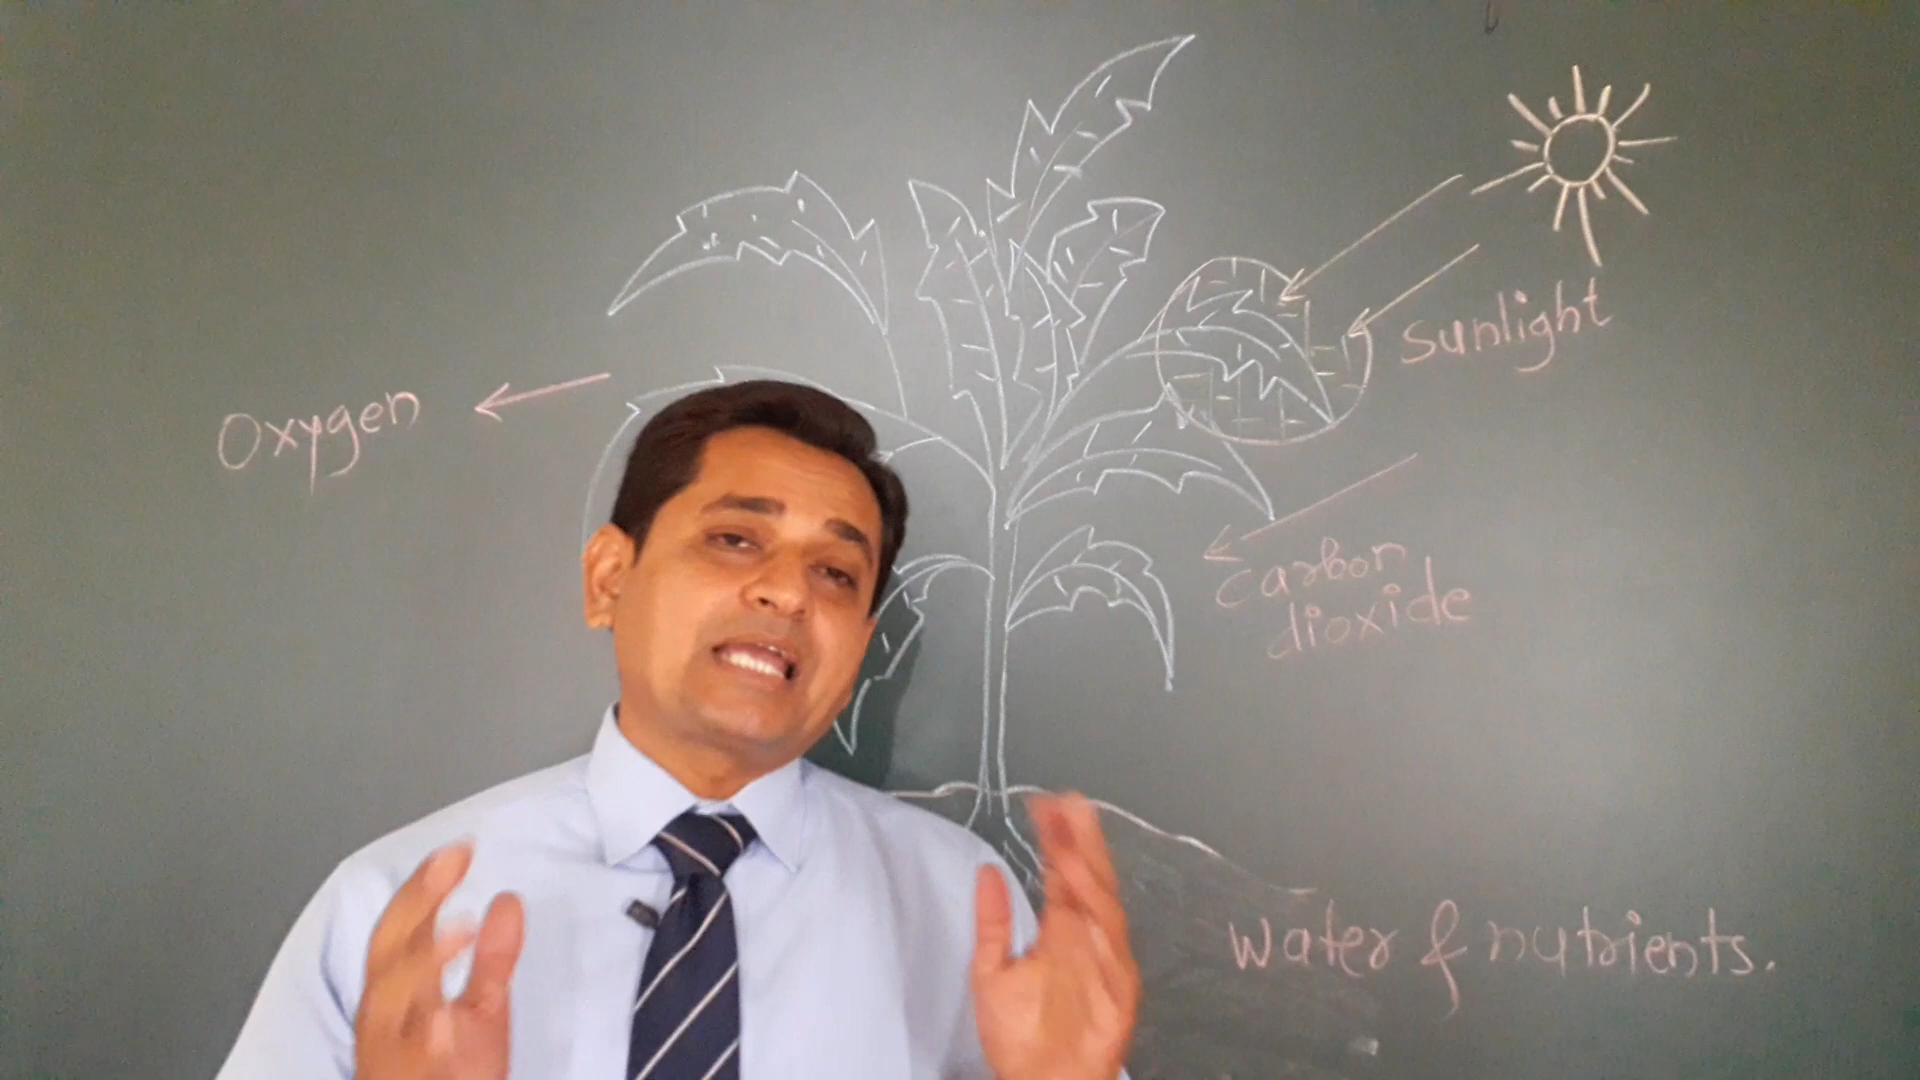 Sunlight
Oxygen
carbon
dioxide
Water & nutrients.